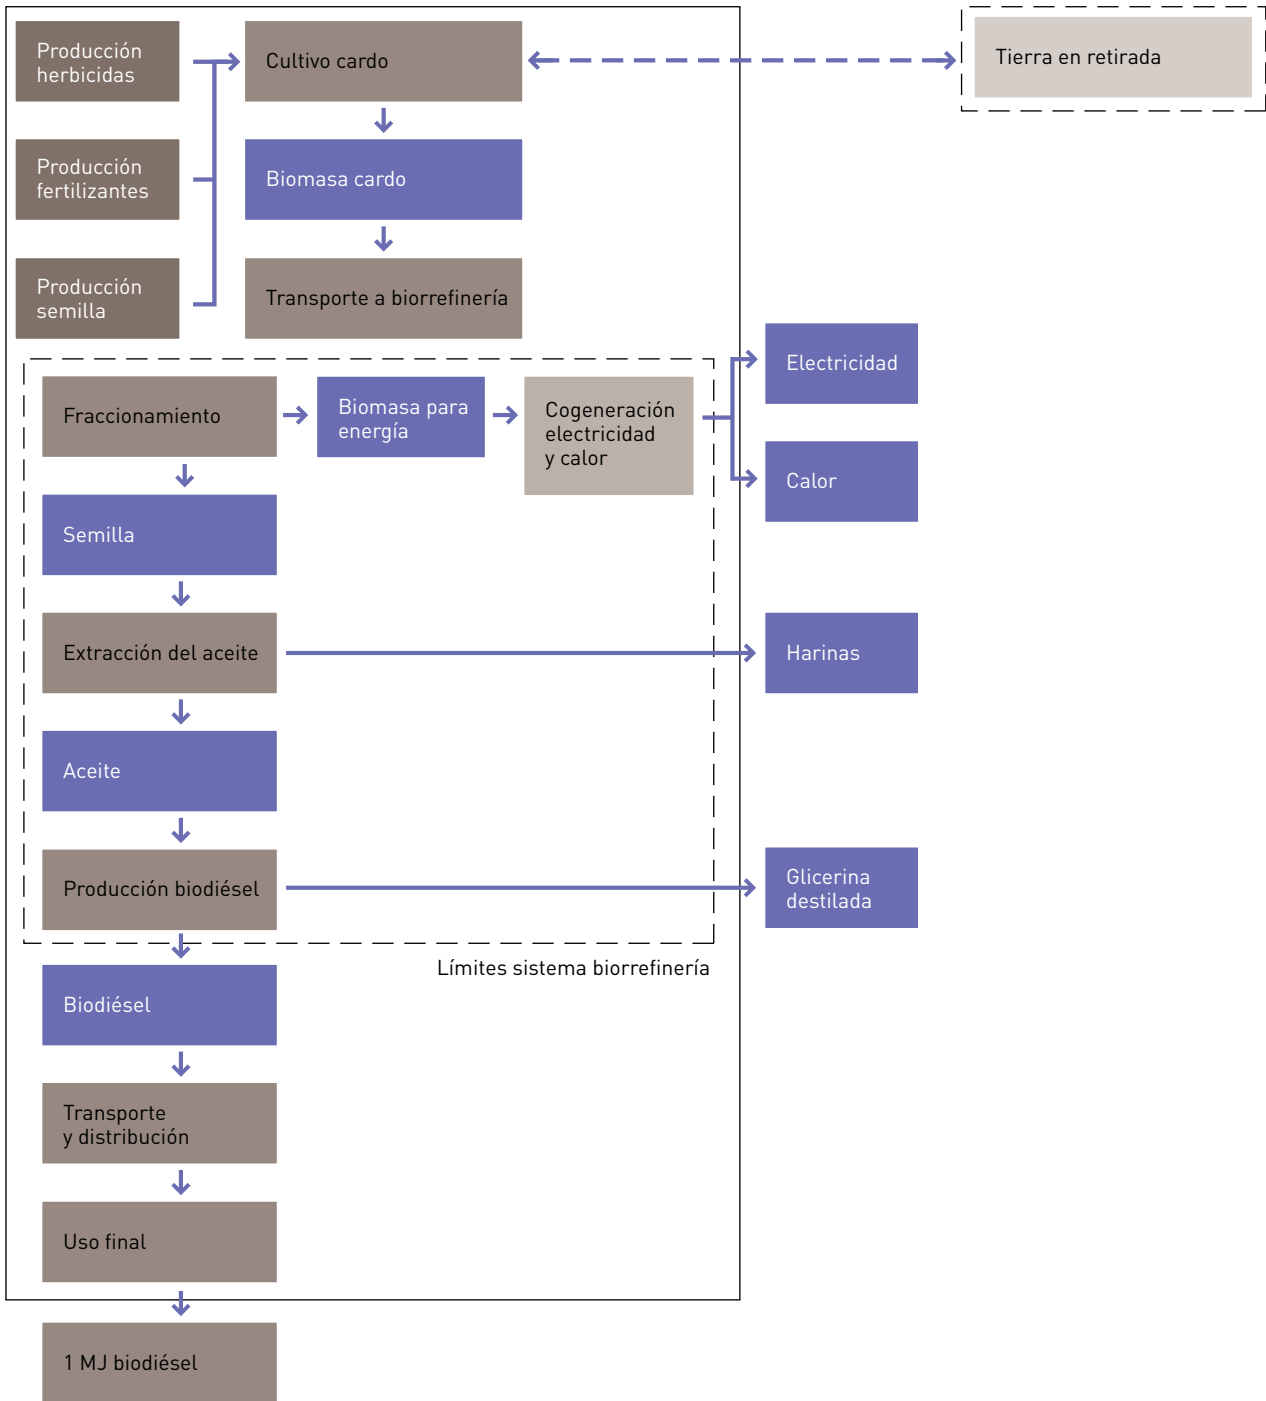 Producción
herbicidas
Cultivo cardo
Tierra en retirada
Producción
fertilizantes
Biomasa cardo
Producción
semilla
Transporte a biorrefinería
Electricidad
Fraccionamiento
Biomasa para
energía
Cogeneración
electricidad
y calor
Calor
Semilla
Extracción del aceite
Harinas
Aceite
Producción biodiésel
Glicerina
destilada
Límites sistema biorrefinería
Biodiésel
Transporte
y distribución
Uso final
1 MJ biodiésel